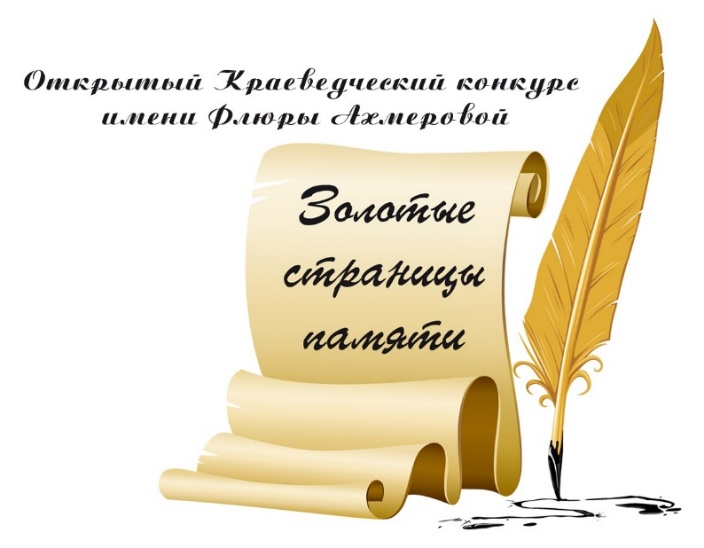 Открытый Краеведческий конкурс
имени Флюры Ахмеровой
Золотые
страницы
памяти